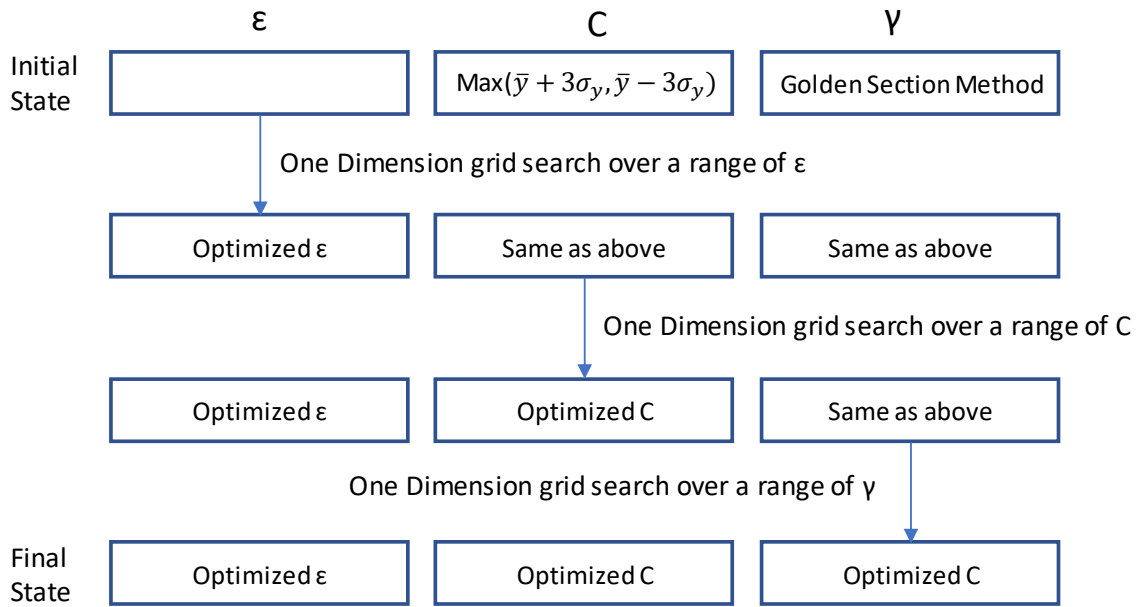 ε C γ
Initial State
Max(ȳ + 3σ_y, ȳ − 3σ_y)
Golden Section Method
One Dimension grid search over a range of ε
Optimized ε
Same as above
Same as above
One Dimension grid search over a range of C
Optimized ε
Optimized C
Same as above
One Dimension grid search over a range of γ
Final State
Optimized ε
Optimized C
Optimized C